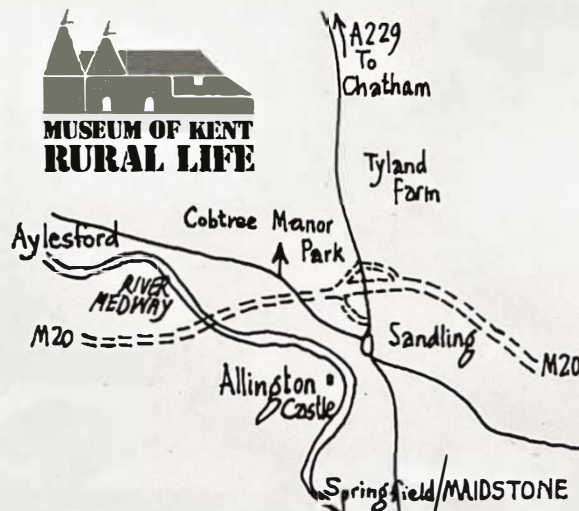 MUSEUM OF KENT
RURAL LIFE
A229
To
Chatham
Tyland
Farm
Cobtree Manor
Park
Aylesford
RIVER
MEDWAY
M20
Sandling
M20
Allington
Castle
Springfield/MAIDSTONE